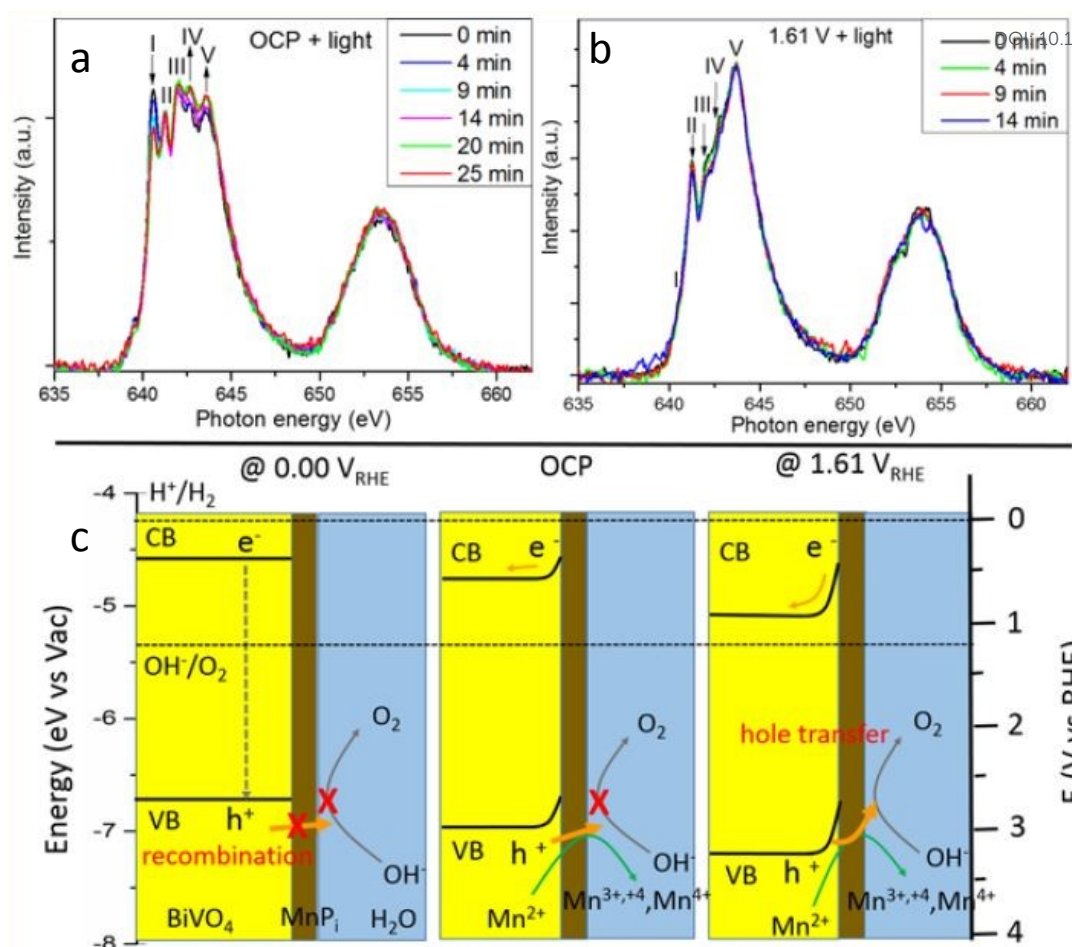 a
OCP + light
I
II
III
IV
V
0 min
4 min
9 min
14 min
20 min
25 min
Intensity (a.u.)
635 640 645 650 655 660
Photon energy (eV)
b
1.61 V + light
DOI: 10.1
I
II
III
IV
V
0 min
4 min
9 min
14 min
Intensity (a.u.)
635 640 645 650 655 660
Photon energy (eV)
c
@ 0.00 V_RHE
OCP
@ 1.61 V_RHE
Energy (eV vs Vac)
-4
-5
-6
-7
-8
H⁺/H₂
CB
e⁻
OH⁻/O₂
O₂
VB
h⁺
recombination
X
X
OH⁻
BiVO₄
MnPᵢ
H₂O
CB
e⁻
O₂
X
VB
h⁺
OH⁻
Mn²⁺
Mn³⁺,⁺⁴,Mn⁴⁺
CB
e⁻
hole transfer
O₂
VB
h⁺
OH⁻
Mn²⁺
Mn³⁺,⁺⁴,Mn⁴⁺
0
1
2
3
4